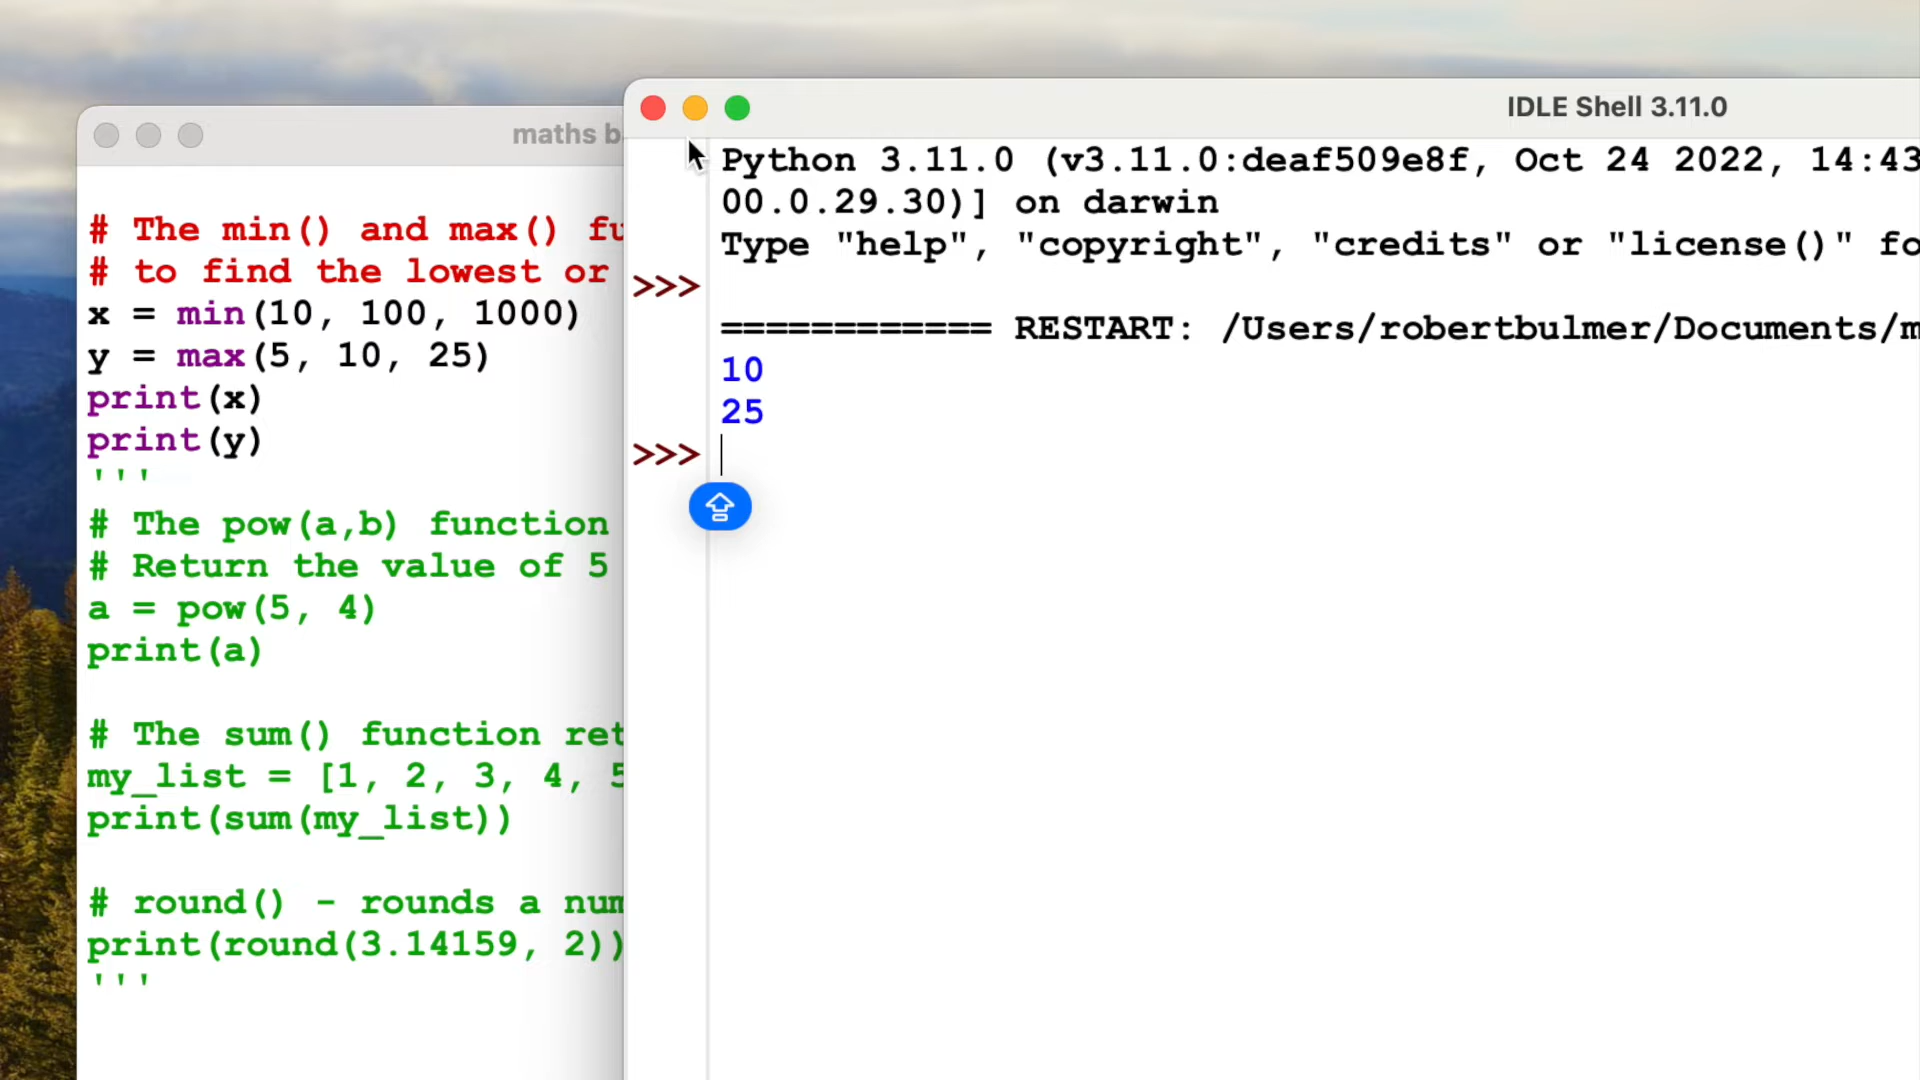 maths b
# The min() and max() fu
# to find the lowest or
x = min(10, 100, 1000)
y = max(5, 10, 25)
print(x)
print(y)
'''
# The pow(a,b) function
# Return the value of 5
a = pow(5, 4)
print(a)
# The sum() function ret
my_list = [1, 2, 3, 4, 5
print(sum(my_list))
# round() - rounds a num
print(round(3.14159, 2))
'''
IDLE Shell 3.11.0
Python 3.11.0 (v3.11.0:deaf509e8f, Oct 24 2022, 14:43
00.0.29.30)] on darwin
Type "help", "copyright", "credits" or "license()" fo
>>>
============ RESTART: /Users/robertbulmer/Documents/m
10
25
>>>